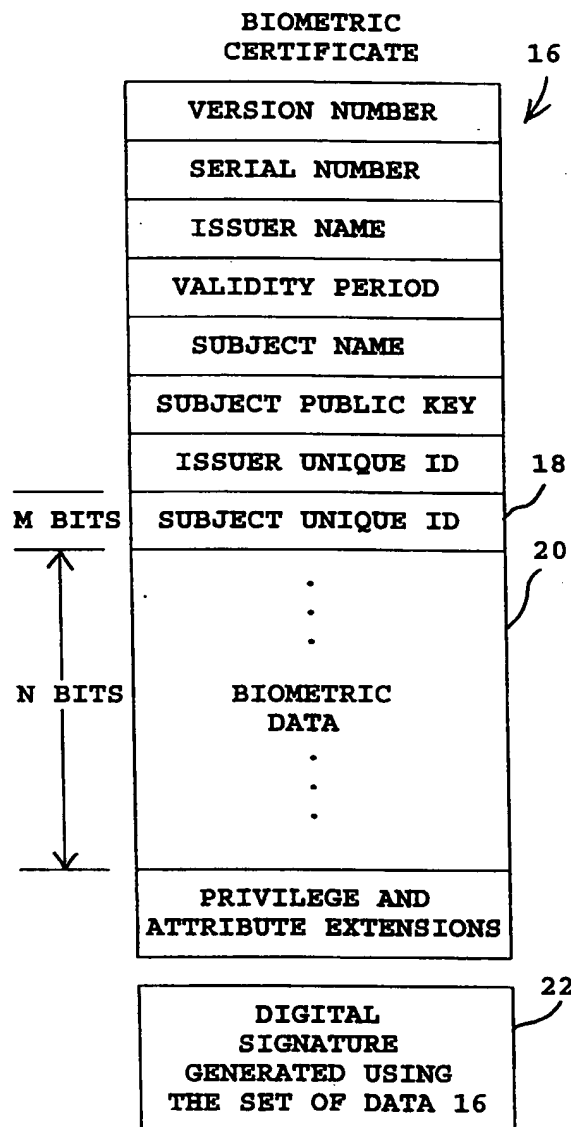 BIOMETRIC
CERTIFICATE
16
VERSION NUMBER
SERIAL NUMBER
ISSUER NAME
VALIDITY PERIOD
SUBJECT NAME
SUBJECT PUBLIC KEY
ISSUER UNIQUE ID
18
M BITS
SUBJECT UNIQUE ID
20
N BITS
BIOMETRIC
DATA
PRIVILEGE AND
ATTRIBUTE EXTENSIONS
22
DIGITAL
SIGNATURE
GENERATED USING
THE SET OF DATA 16